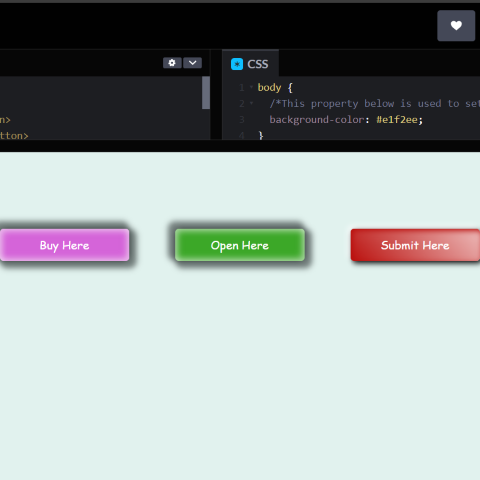 CSS
1 body {
2 /*This property below is used to set
n>
3 background-color: #e1f2ee;
tton>
4 }
Buy Here
Open Here
Submit Here